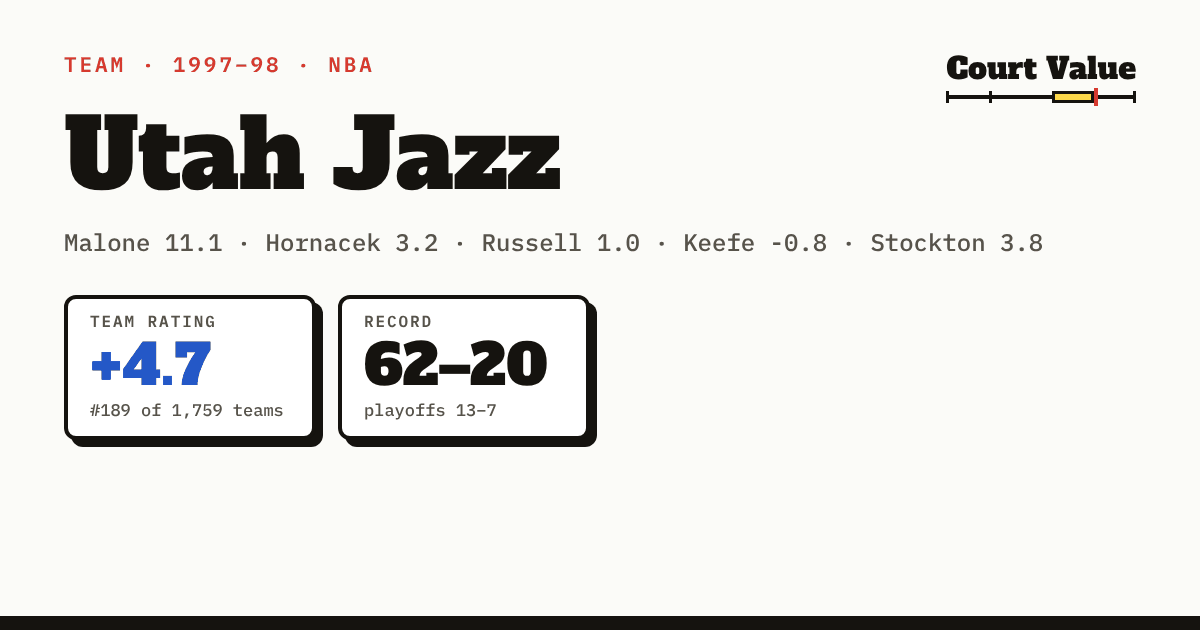 TEAM · 1997–98 · NBA
Court Value
Utah Jazz
Malone 11.1 · Hornacek 3.2 · Russell 1.0 · Keefe -0.8 · Stockton 3.8
TEAM RATING
+4.7
#189 of 1,759 teams
RECORD
62–20
playoffs 13–7